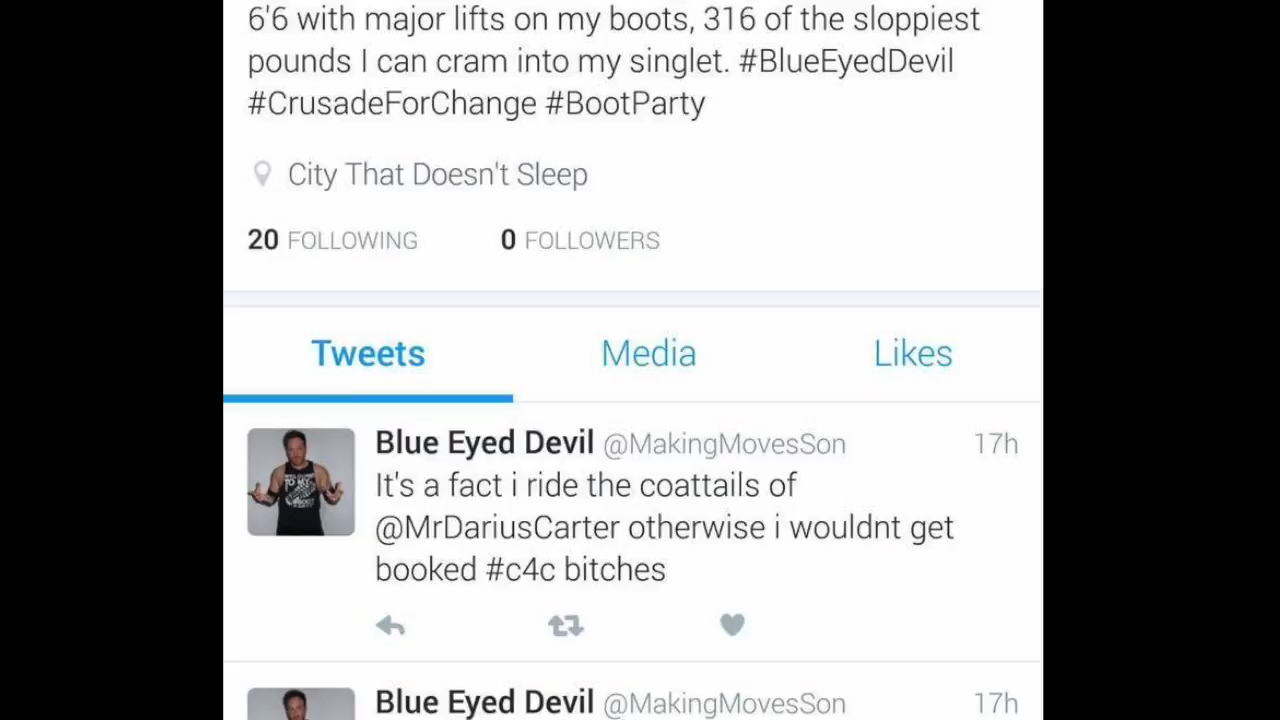 6'6 with major lifts on my boots, 316 of the sloppiest
pounds I can cram into my singlet. #BlueEyedDevil
#CrusadeForChange #BootParty
City That Doesn't Sleep
20 FOLLOWING 0 FOLLOWERS
Tweets Media Likes
Blue Eyed Devil @MakingMovesSon 17h
It's a fact i ride the coattails of
@MrDariusCarter otherwise i wouldnt get
booked #c4c bitches
Blue Eyed Devil @MakingMovesSon 17h